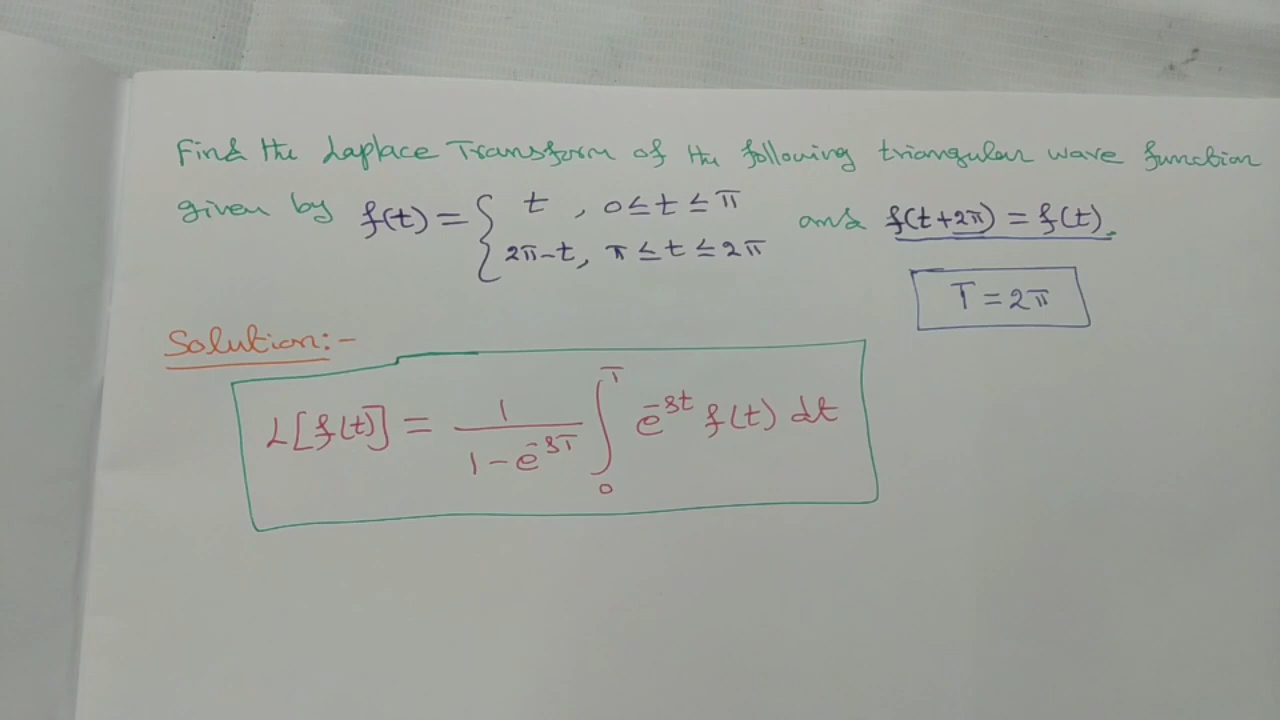 Find the Laplace Transform of the following triangular wave function
given by f(t) = { t , 0 ≤ t ≤ π and f(t+2π) = f(t).
2π-t, π ≤ t ≤ 2π
T = 2π
Solution:-
L[f(t)] = 1/(1-e^{-sT}) ∫_0^T e^{-st} f(t) dt